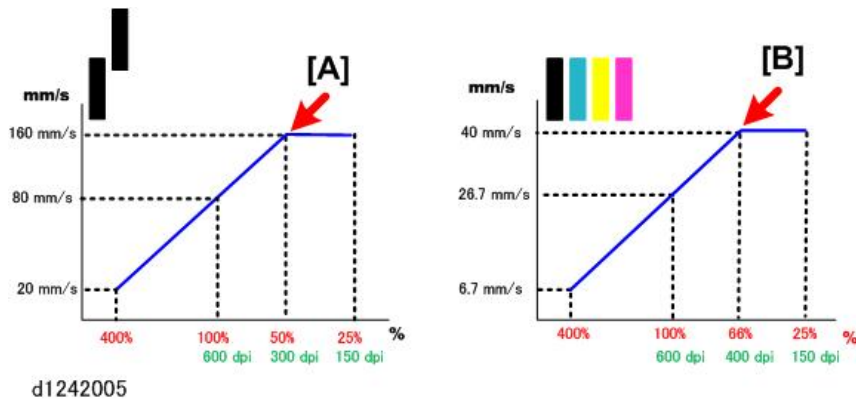 [A]
mm/s
160 mm/s
80 mm/s
20 mm/s
400% 100% 50% 25% %
600 dpi 300 dpi 150 dpi
[B]
mm/s
40 mm/s
26.7 mm/s
6.7 mm/s
400% 100% 66% 25% %
600 dpi 400 dpi 150 dpi
d1242005